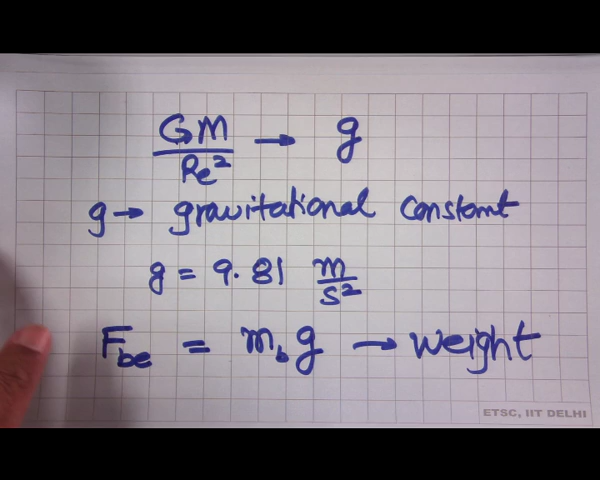 GM/Re² → g
g → gravitational constant
g = 9.81 m/s²
Fbe = mb g → weight
ETSC, IIT DELHI